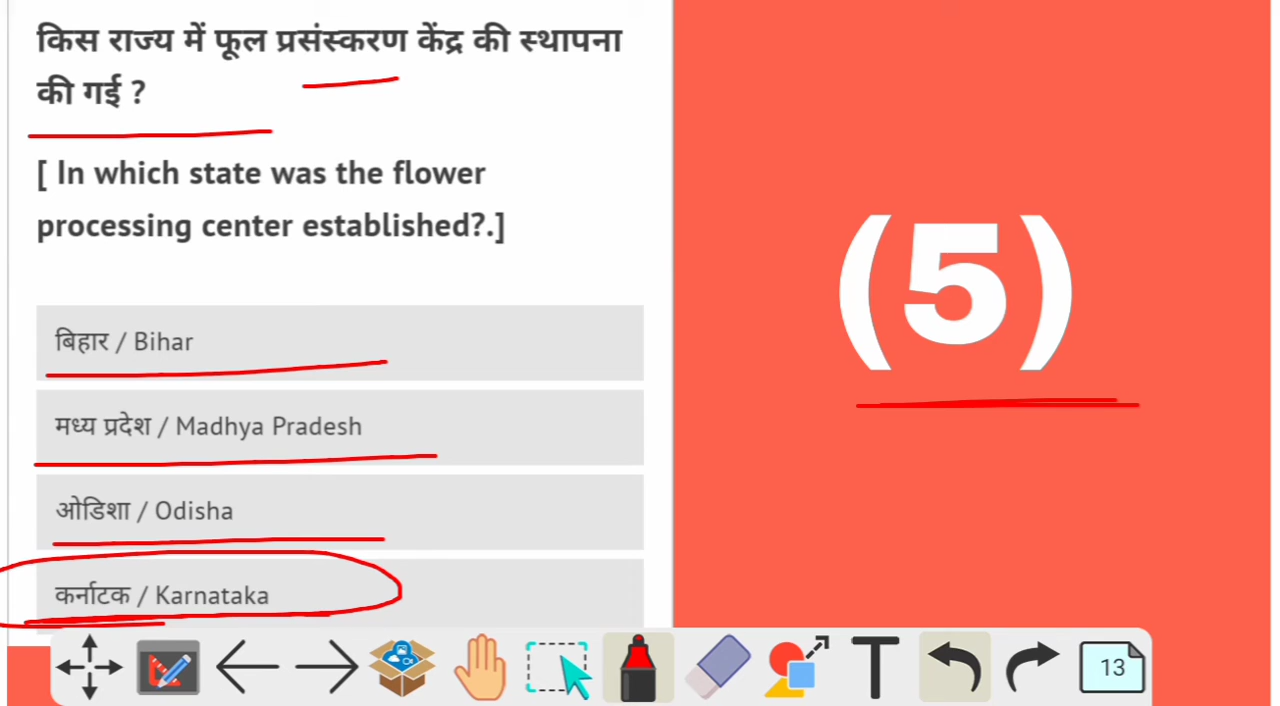 किस राज्य में फूल प्रसंस्करण केंद्र की स्थापना
की गई ?
[ In which state was the flower
processing center established?.]
बिहार / Bihar
मध्य प्रदेश / Madhya Pradesh
ओडिशा / Odisha
कर्नाटक / Karnataka
(5)
T
13